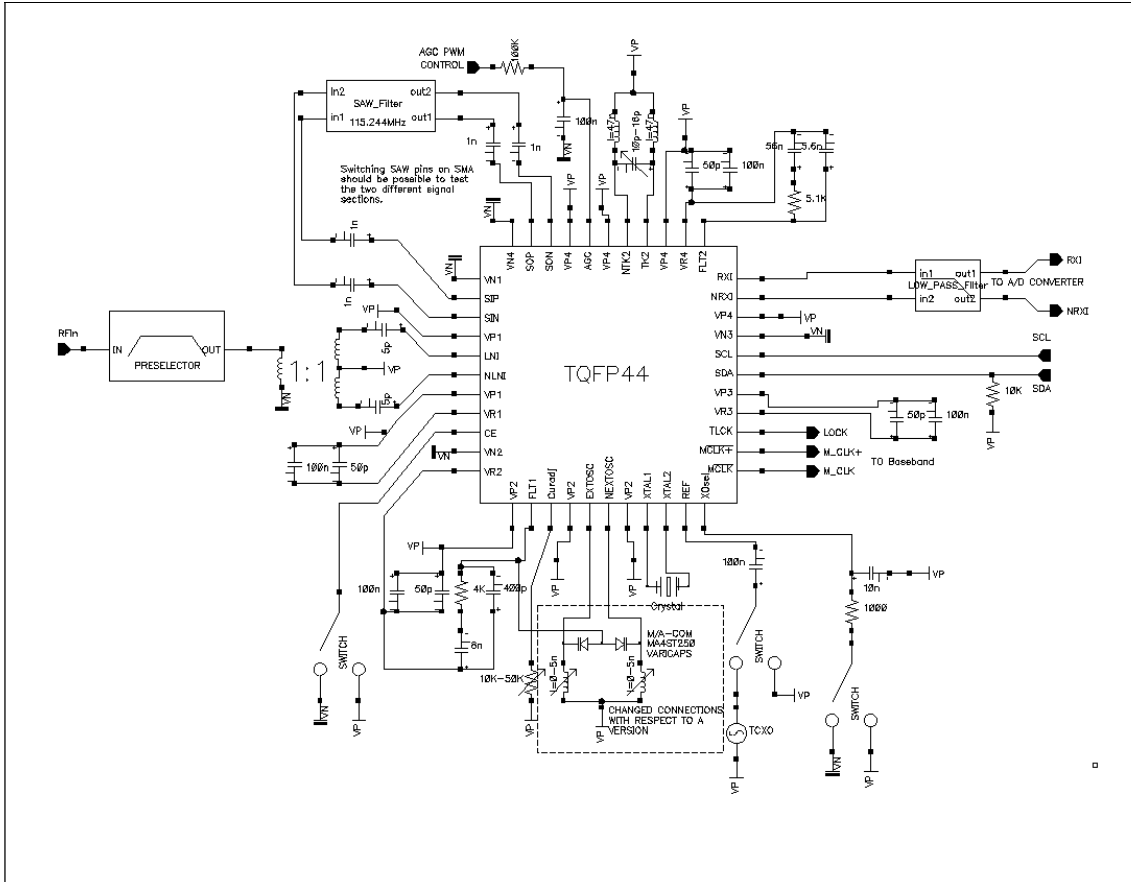 AGC PWM
CONTROL
100K
VP
In2
out2
SAW_Filter
in1
out1
115.244MHz
1n
1n
100n
VN
l=47n
l=47n
10p-16p
VP
50p
100n
56n
5.6n
5.1K
Switching SAW pins on SMA
should be possible to test
the two different signal
sections.
VN
VP
VP
VN4
SOP
SON
VP4
AGC
VP4
NTK2
TK2
VP4
VR4
FLT2
1n
1n
VN
VP
VN1
SIP
SIN
VP1
LNI
NLNI
VP1
VR1
CE
VN2
VR2
TQFP44
RXI
NRXI
VP4
VN3
SCL
SDA
VP3
VR3
TLCK
MCLK+
MCLK
in1
out1
LOW_PASS_Filter
in2
out2
RXI
TO A/D CONVERTER
NRXI
VP
VN
SCL
SDA
10K
VP
50p
100n
TO Baseband
LOCK
M_CLK+
M_CLK
RFIn
IN
OUT
PRESELECTOR
VN
1:1
5p
VP
5p
VP
100n
50p
VN
VP2
FLT1
Curadj
VP2
EXTOSC
NEXTOSC
VP2
XTAL1
XTAL2
REF
XOsel
VP
100n
50p
4K
400p
6n
VP
VP
Crystal
100n
10n
VP
1000
SWITCH
VN
VP
10K-50K
VP
M/A-COM
MA4ST250
VARICAPS
l=0-5n
l=0-5n
CHANGED CONNECTIONS
WITH RESPECT TO A
VERSION
VP
SWITCH
VP
TCXO
VP
SWITCH
VN
VP